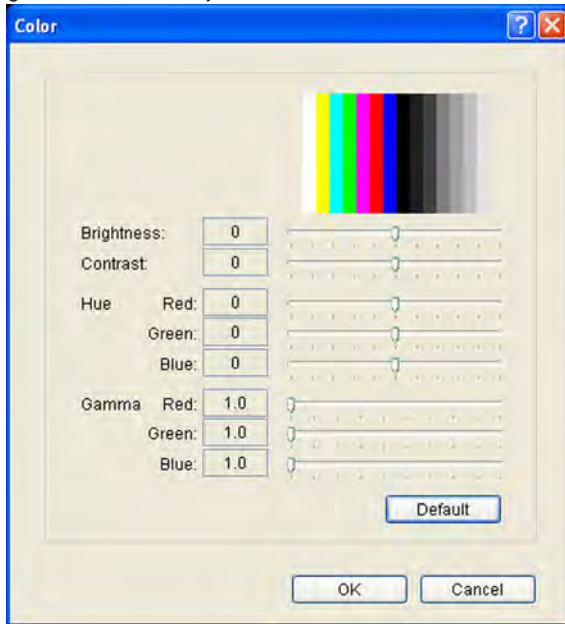 Color
Brightness: 0
Contrast: 0
Hue Red: 0
Green: 0
Blue: 0
Gamma Red: 1.0
Green: 1.0
Blue: 1.0
Default
OK Cancel